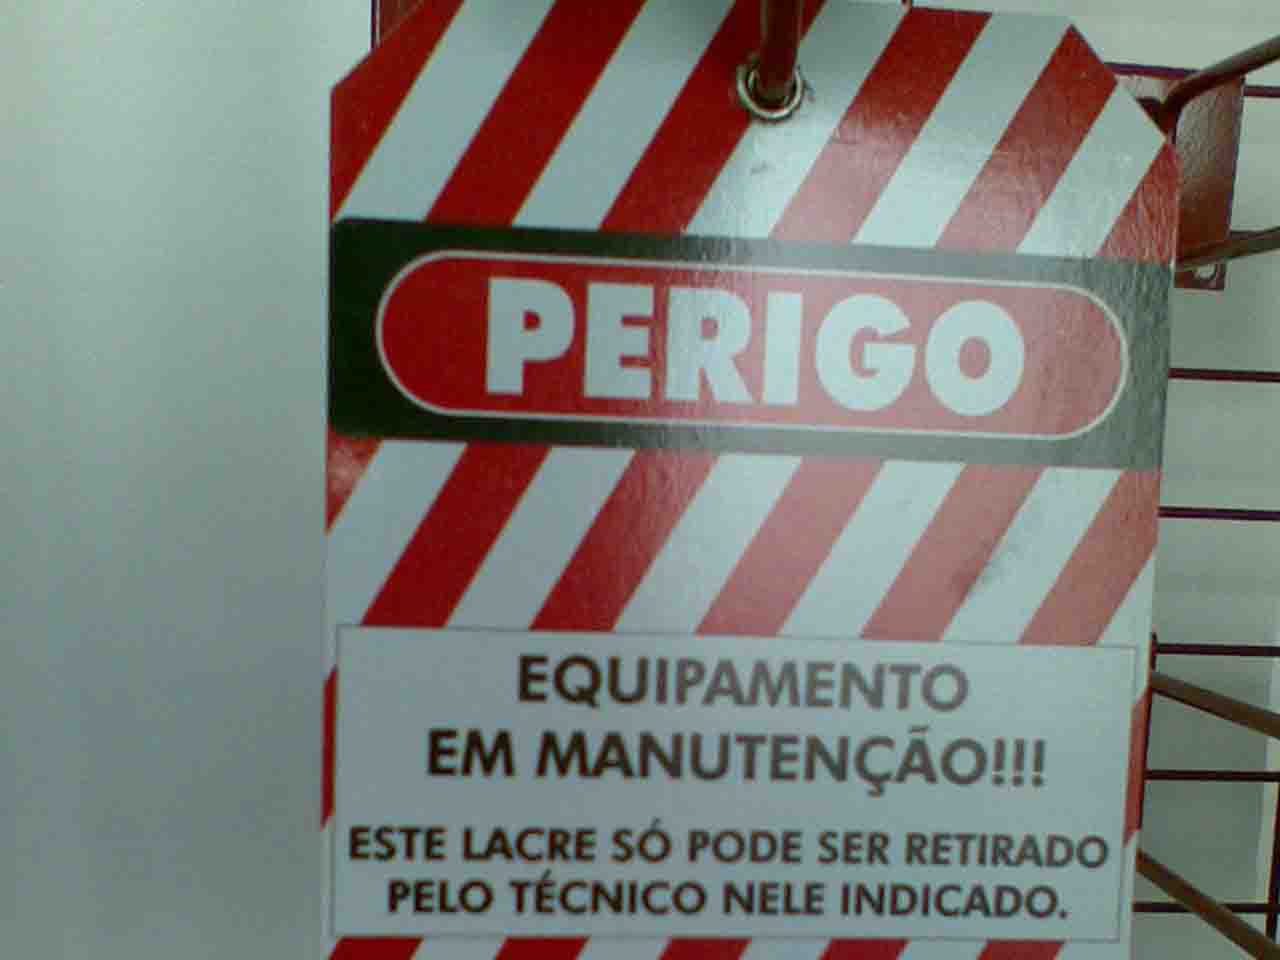 PERIGO
EQUIPAMENTO
EM MANUTENÇÃO!!!
ESTE LACRE SÓ PODE SER RETIRADO
PELO TÉCNICO NELE INDICADO.